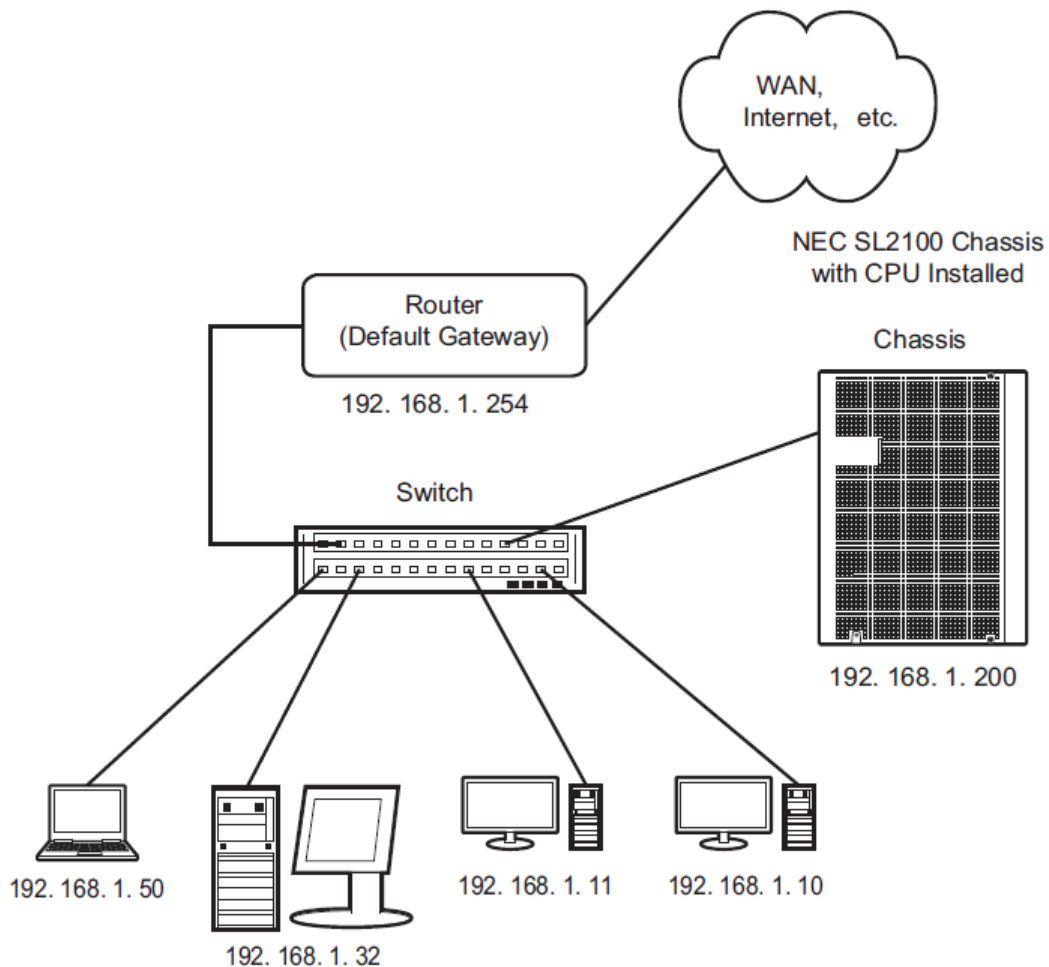 WAN,
Internet, etc.
NEC SL2100 Chassis
with CPU Installed
Router
(Default Gateway)
192. 168. 1. 254
Chassis
Switch
192. 168. 1. 200
192. 168. 1. 50
192. 168. 1. 32
192. 168. 1. 11
192. 168. 1. 10